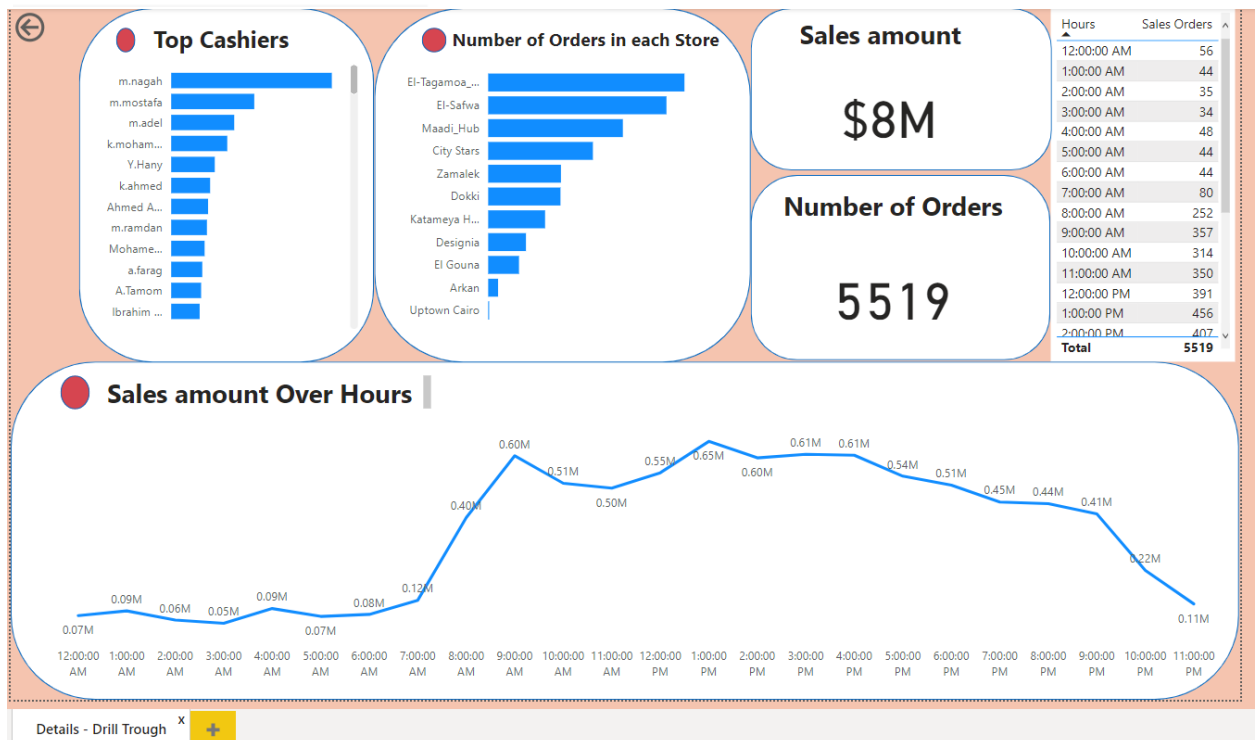 Top Cashiers
m.nagah
m.mostafa
m.adel
k.moham...
Y.Hany
k.ahmed
Ahmed A...
m.ramdan
Mohame...
a.farag
A.Tamom
Ibrahim ...
Number of Orders in each Store
El-Tagamoa_...
El-Safwa
Maadi_Hub
City Stars
Zamalek
Dokki
Katameya H...
Designia
El Gouna
Arkan
Uptown Cairo
Sales amount
$8M
Number of Orders
5519
Hours Sales Orders
12:00:00 AM 56
1:00:00 AM 44
2:00:00 AM 35
3:00:00 AM 34
4:00:00 AM 48
5:00:00 AM 44
6:00:00 AM 44
7:00:00 AM 80
8:00:00 AM 252
9:00:00 AM 357
10:00:00 AM 314
11:00:00 AM 350
12:00:00 PM 391
1:00:00 PM 456
2:00:00 PM 407
Total 5519
Sales amount Over Hours
0.07M
0.09M
0.06M
0.05M
0.09M
0.07M
0.08M
0.12M
0.40M
0.60M
0.51M
0.50M
0.55M
0.65M
0.60M
0.61M
0.61M
0.54M
0.51M
0.45M
0.44M
0.41M
0.22M
0.11M
12:00:00 1:00:00 2:00:00 3:00:00 4:00:00 5:00:00 6:00:00 7:00:00 8:00:00 9:00:00 10:00:00 11:00:00 12:00:00 1:00:00 2:00:00 3:00:00 4:00:00 5:00:00 6:00:00 7:00:00 8:00:00 9:00:00 10:00:00 11:00:00
AM AM AM AM AM AM AM AM AM AM AM AM PM PM PM PM PM PM PM PM PM PM PM PM
Details - Drill Trough x